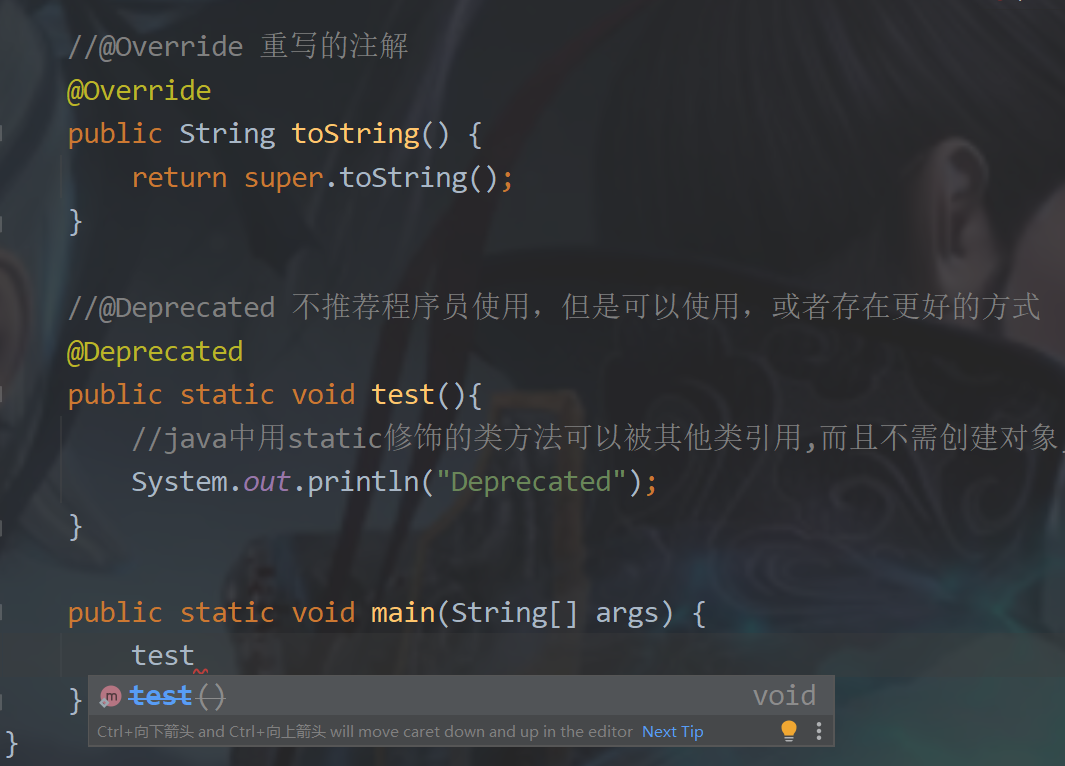 //@Override 重写的注解
@Override
public String toString() {
return super.toString();
}
//@Deprecated 不推荐程序员使用，但是可以使用，或者存在更好的方式
@Deprecated
public static void test(){
//java中用static修饰的类方法可以被其他类引用,而且不需创建对象
System.out.println("Deprecated");
}
public static void main(String[] args) {
test
}
test() void
Ctrl+向下箭头 and Ctrl+向上箭头 will move caret down and up in the editor Next Tip
}